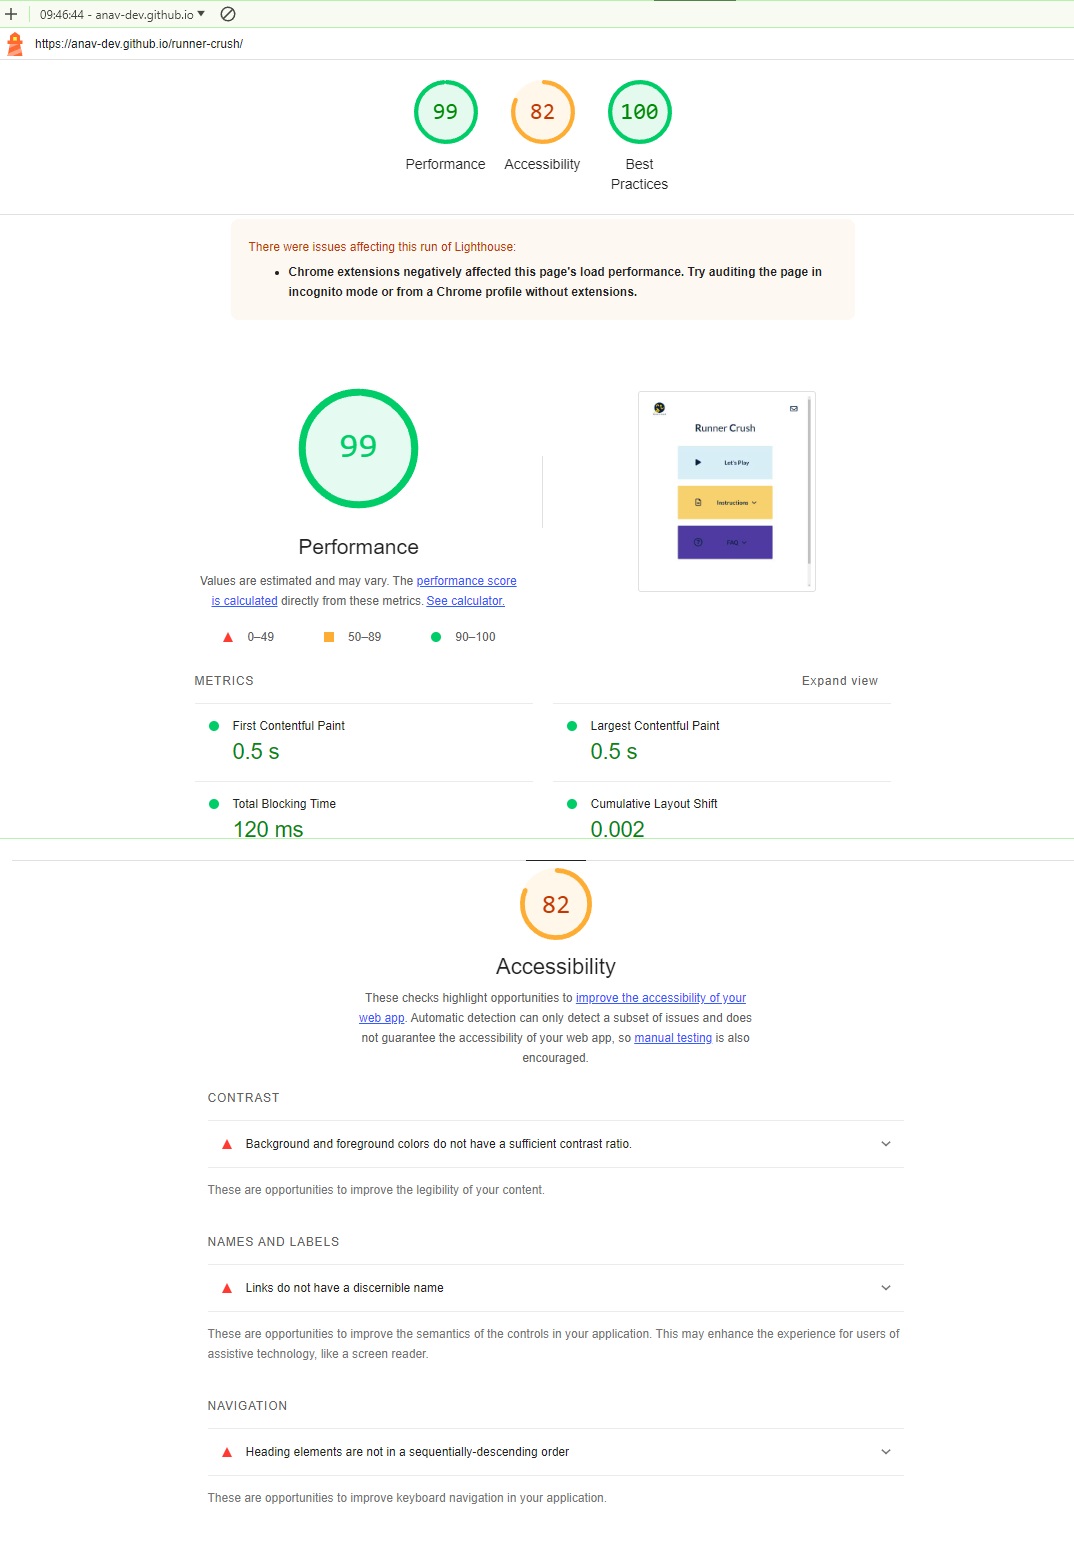 09:46:44 - anav-dev.github.io
https://anav-dev.github.io/runner-crush/
99
82
100
Performance
Accessibility
Best
Practices
There were issues affecting this run of Lighthouse:
Chrome extensions negatively affected this page's load performance. Try auditing the page in
incognito mode or from a Chrome profile without extensions.
99
Performance
Values are estimated and may vary. The performance score
is calculated directly from these metrics. See calculator.
0–49
50–89
90–100
Runner Crush
Let's Play
Instructions
FAQ
METRICS
Expand view
First Contentful Paint
0.5 s
Largest Contentful Paint
0.5 s
Total Blocking Time
120 ms
Cumulative Layout Shift
0.002
82
Accessibility
These checks highlight opportunities to improve the accessibility of your
web app. Automatic detection can only detect a subset of issues and does
not guarantee the accessibility of your web app, so manual testing is also
encouraged.
CONTRAST
Background and foreground colors do not have a sufficient contrast ratio.
These are opportunities to improve the legibility of your content.
NAMES AND LABELS
Links do not have a discernible name
These are opportunities to improve the semantics of the controls in your application. This may enhance the experience for users of
assistive technology, like a screen reader.
NAVIGATION
Heading elements are not in a sequentially-descending order
These are opportunities to improve keyboard navigation in your application.